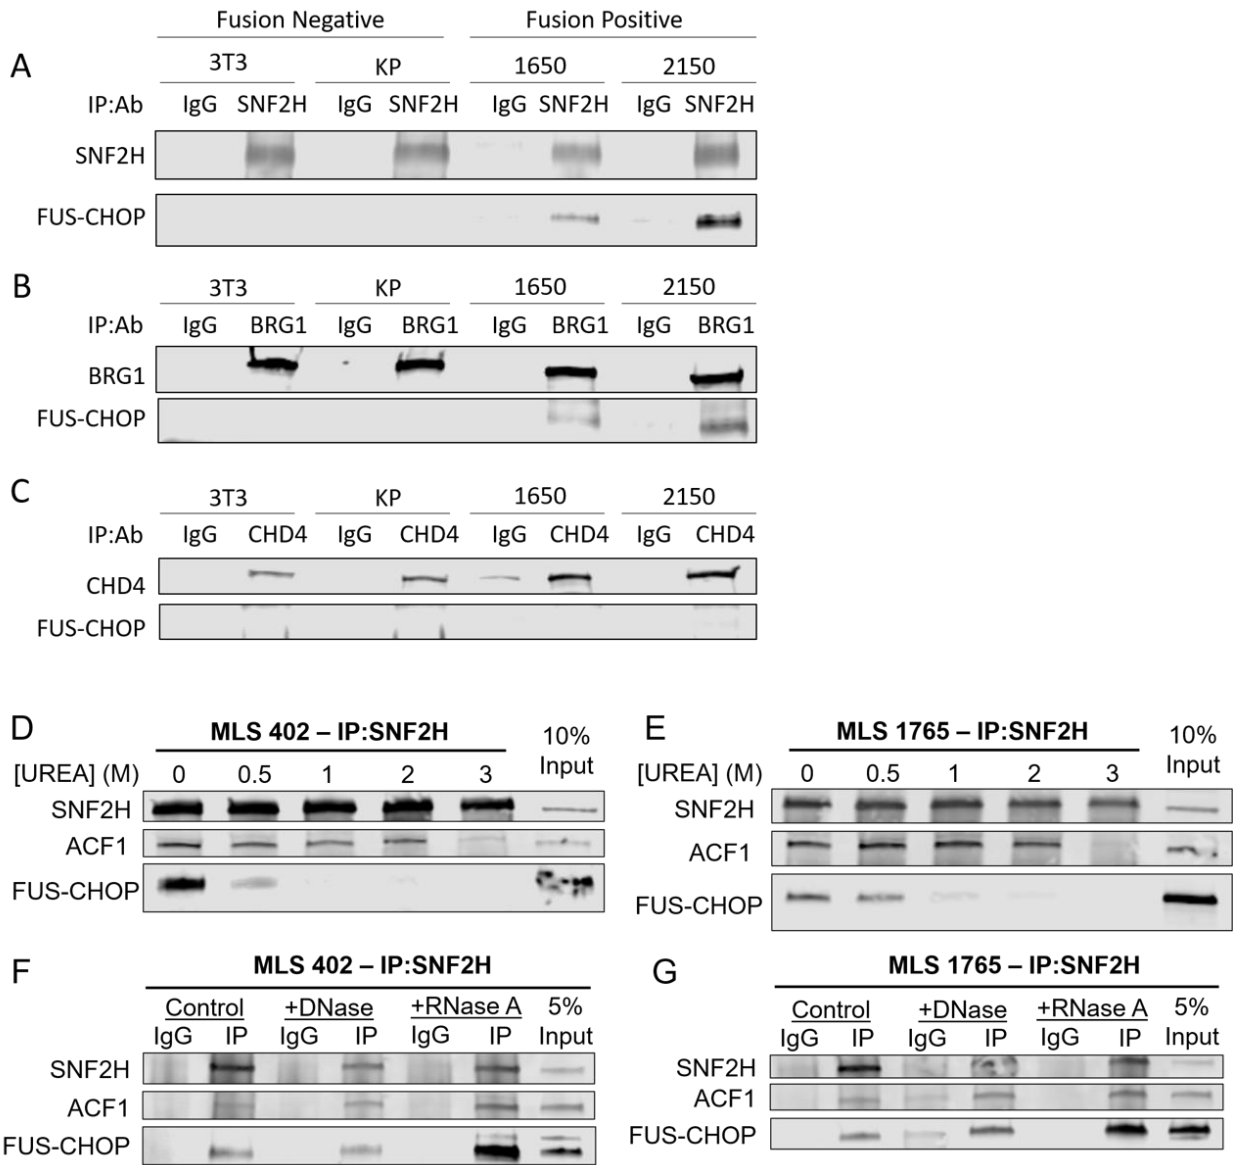 Fusion Negative Fusion Positive
A 3T3 KP 1650 2150
IP:Ab IgG SNF2H IgG SNF2H IgG SNF2H IgG SNF2H
SNF2H
FUS-CHOP
B 3T3 KP 1650 2150
IP:Ab IgG BRG1 IgG BRG1 IgG BRG1 IgG BRG1
BRG1
FUS-CHOP
C 3T3 KP 1650 2150
IP:Ab IgG CHD4 IgG CHD4 IgG CHD4 IgG CHD4
CHD4
FUS-CHOP
D MLS 402 – IP:SNF2H 10%
Input
[UREA] (M) 0 0.5 1 2 3
SNF2H
ACF1
FUS-CHOP
E MLS 1765 – IP:SNF2H 10%
Input
[UREA] (M) 0 0.5 1 2 3
SNF2H
ACF1
FUS-CHOP
F MLS 402 – IP:SNF2H
Control +DNase +RNase A 5%
IgG IP IgG IP IgG IP Input
SNF2H
ACF1
FUS-CHOP
G MLS 1765 – IP:SNF2H
Control +DNase +RNase A 5%
IgG IP IgG IP IgG IP Input
SNF2H
ACF1
FUS-CHOP